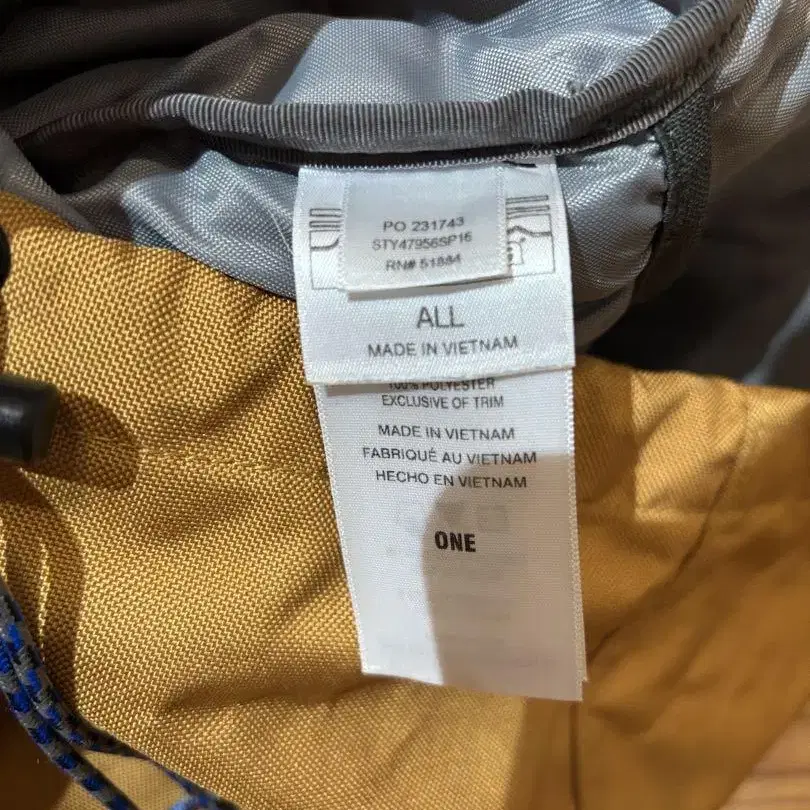 PO 231743
STY47956SP16
RN# 51884
ALL
MADE IN VIETNAM
100% POLYESTER
EXCLUSIVE OF TRIM
MADE IN VIETNAM
FABRIQUÉ AU VIETNAM
HECHO EN VIETNAM
ONE